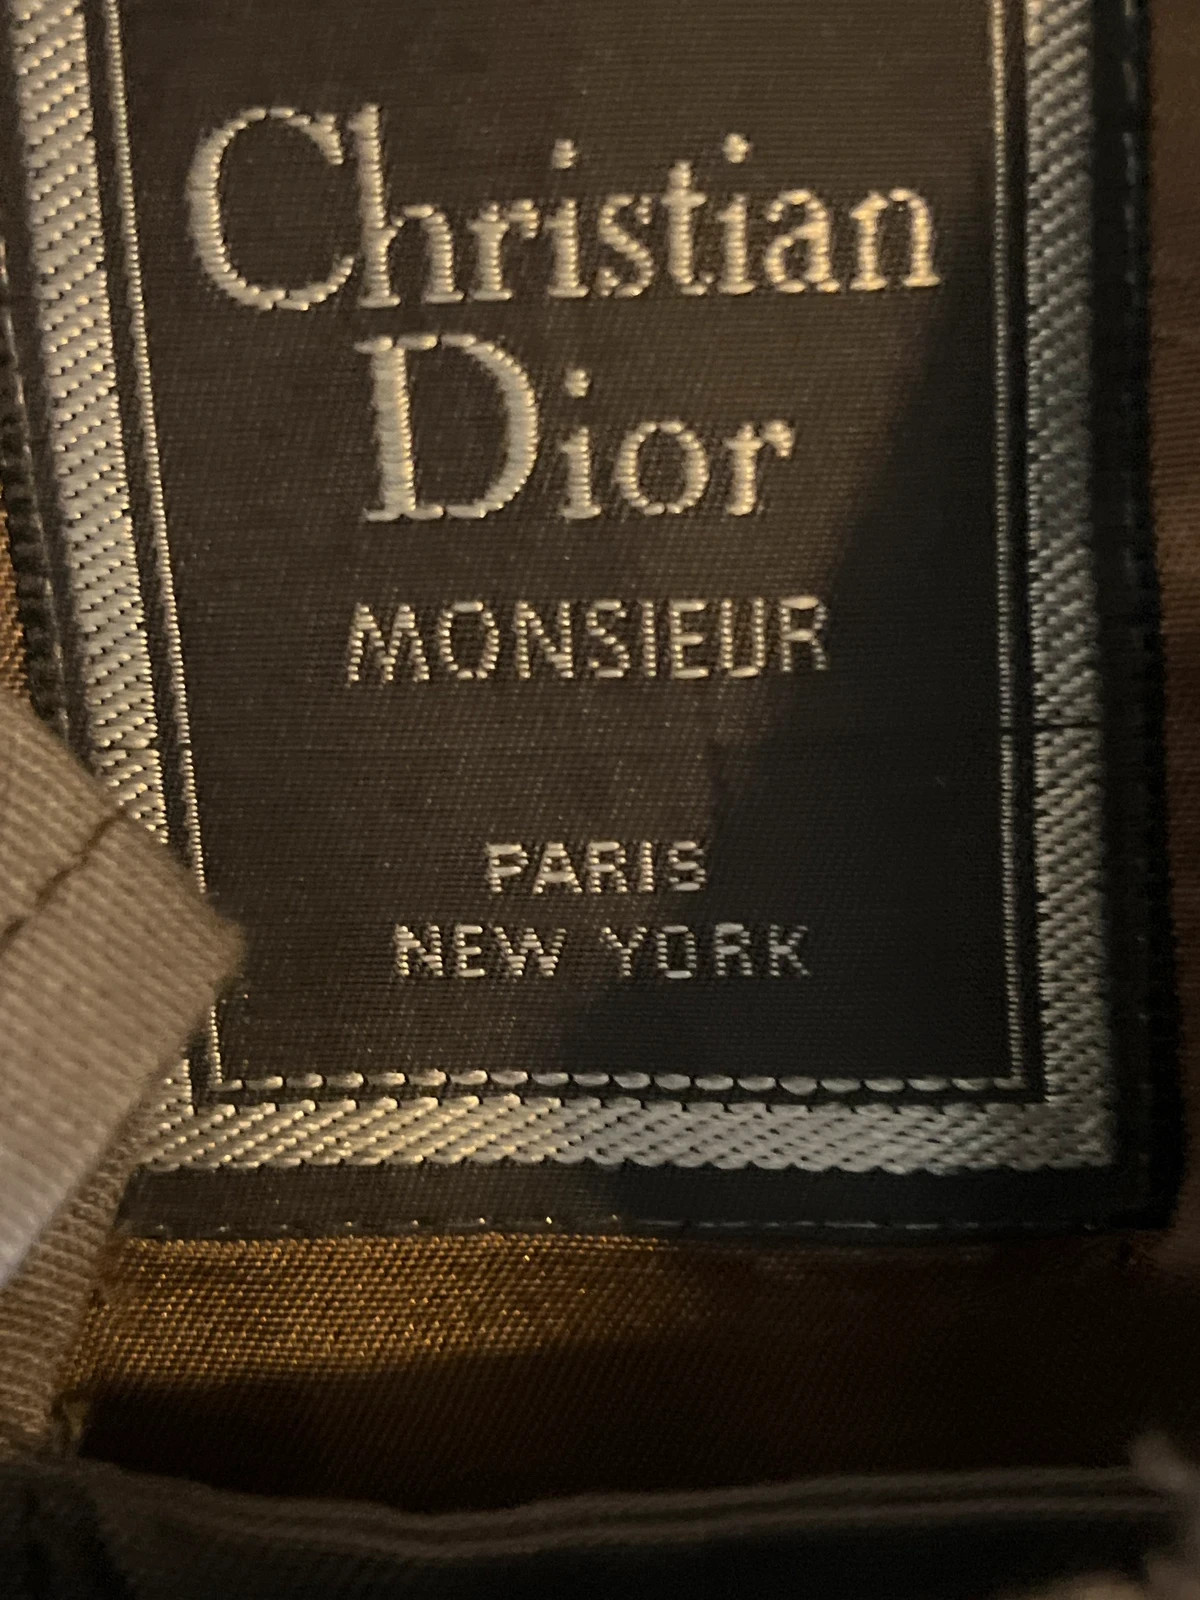 Christian
Dior
MONSIEUR
PARIS
NEW YORK